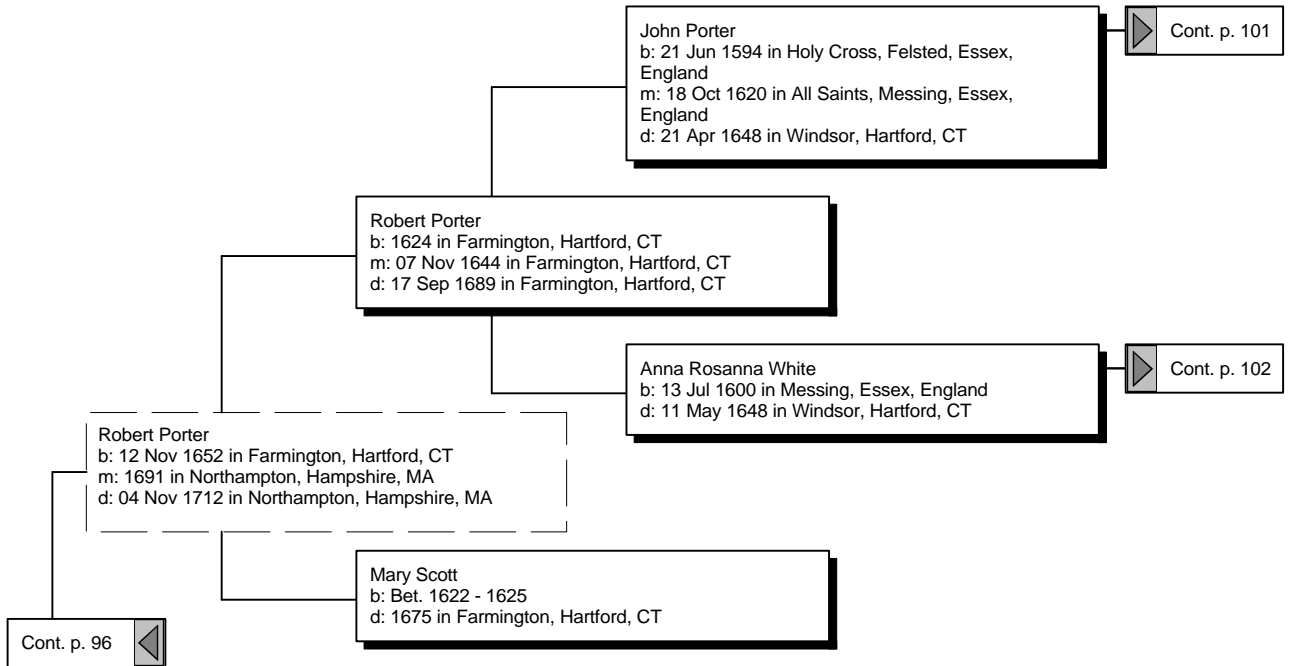 John Porter
b: 21 Jun 1594 in Holy Cross, Felsted, Essex,
England
m: 18 Oct 1620 in All Saints, Messing, Essex,
England
d: 21 Apr 1648 in Windsor, Hartford, CT
Cont. p. 101
Robert Porter
b: 1624 in Farmington, Hartford, CT
m: 07 Nov 1644 in Farmington, Hartford, CT
d: 17 Sep 1689 in Farmington, Hartford, CT
Anna Rosanna White
b: 13 Jul 1600 in Messing, Essex, England
d: 11 May 1648 in Windsor, Hartford, CT
Cont. p. 102
Robert Porter
b: 12 Nov 1652 in Farmington, Hartford, CT
m: 1691 in Northampton, Hampshire, MA
d: 04 Nov 1712 in Northampton, Hampshire, MA
Mary Scott
b: Bet. 1622 - 1625
d: 1675 in Farmington, Hartford, CT
Cont. p. 96